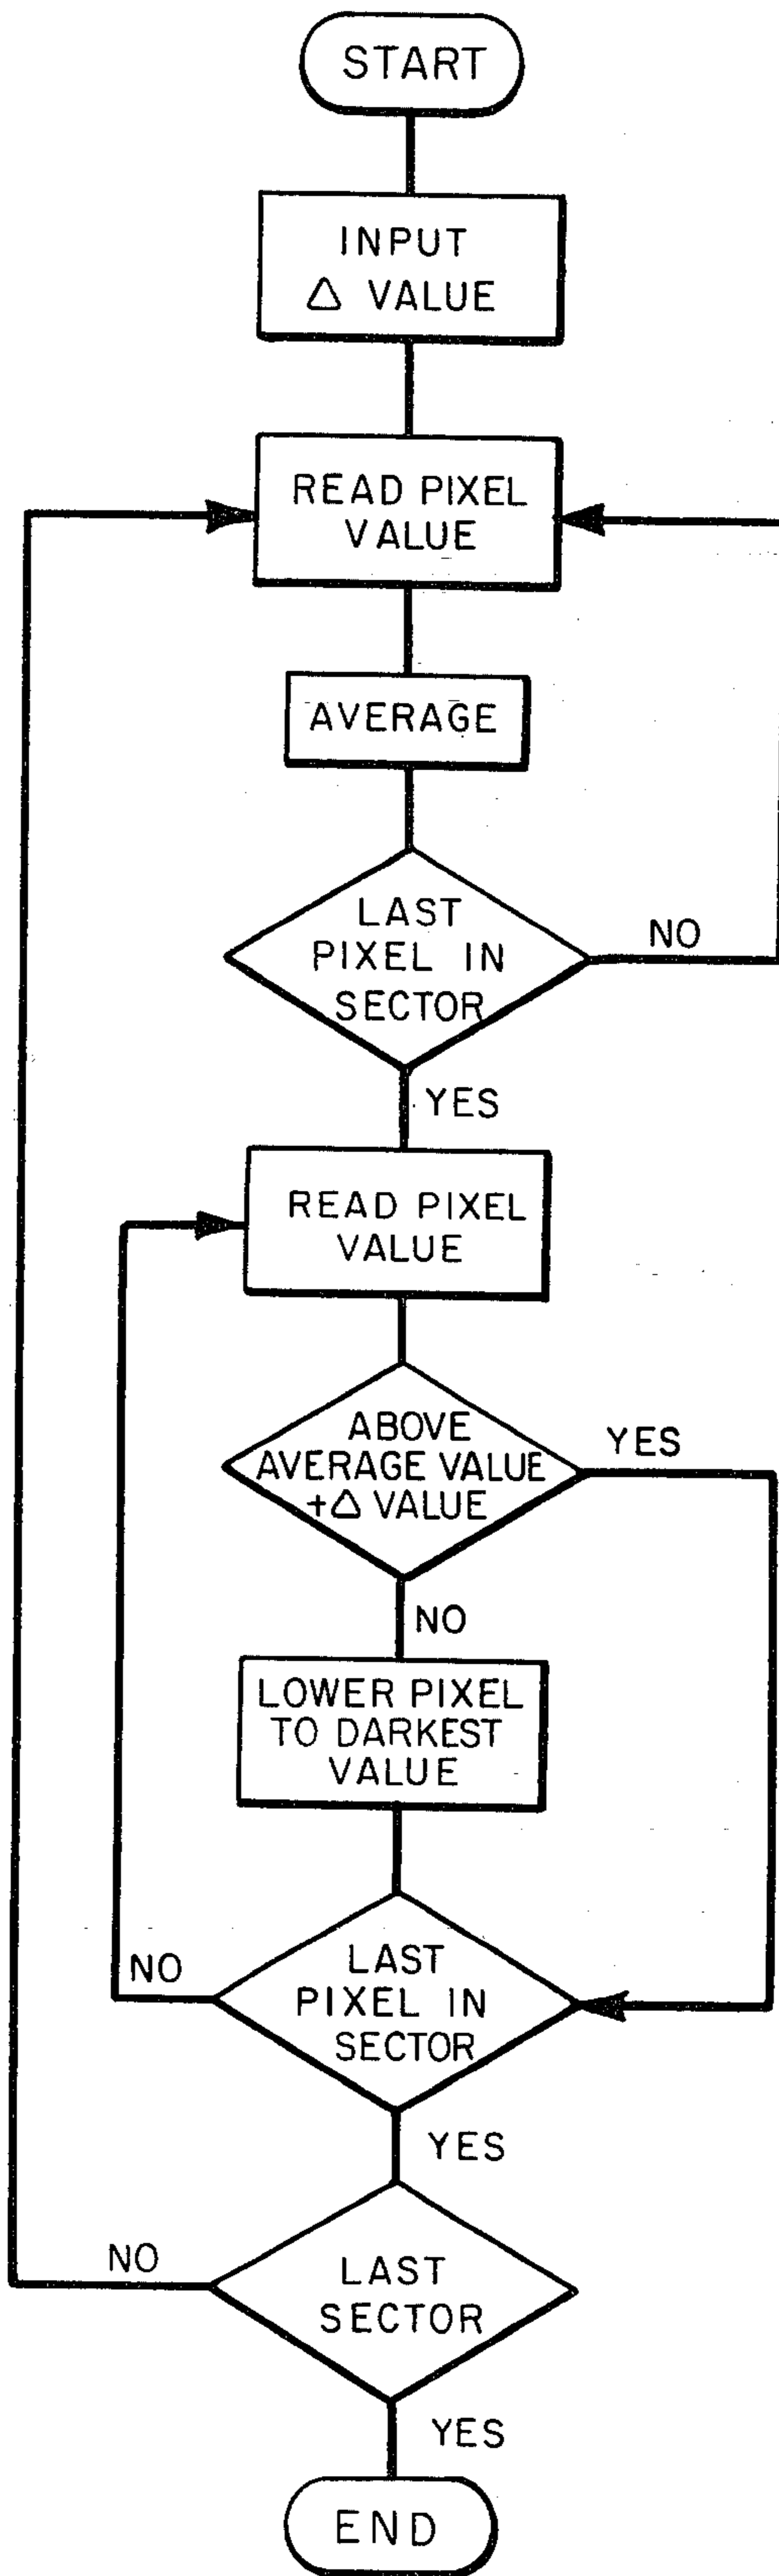 START
INPUT
△ VALUE
READ PIXEL
VALUE
AVERAGE
LAST
PIXEL IN
SECTOR
NO
YES
READ PIXEL
VALUE
ABOVE
AVERAGE VALUE
+△ VALUE
YES
NO
LOWER PIXEL
TO DARKEST
VALUE
LAST
PIXEL IN
SECTOR
NO
YES
LAST
SECTOR
NO
YES
END